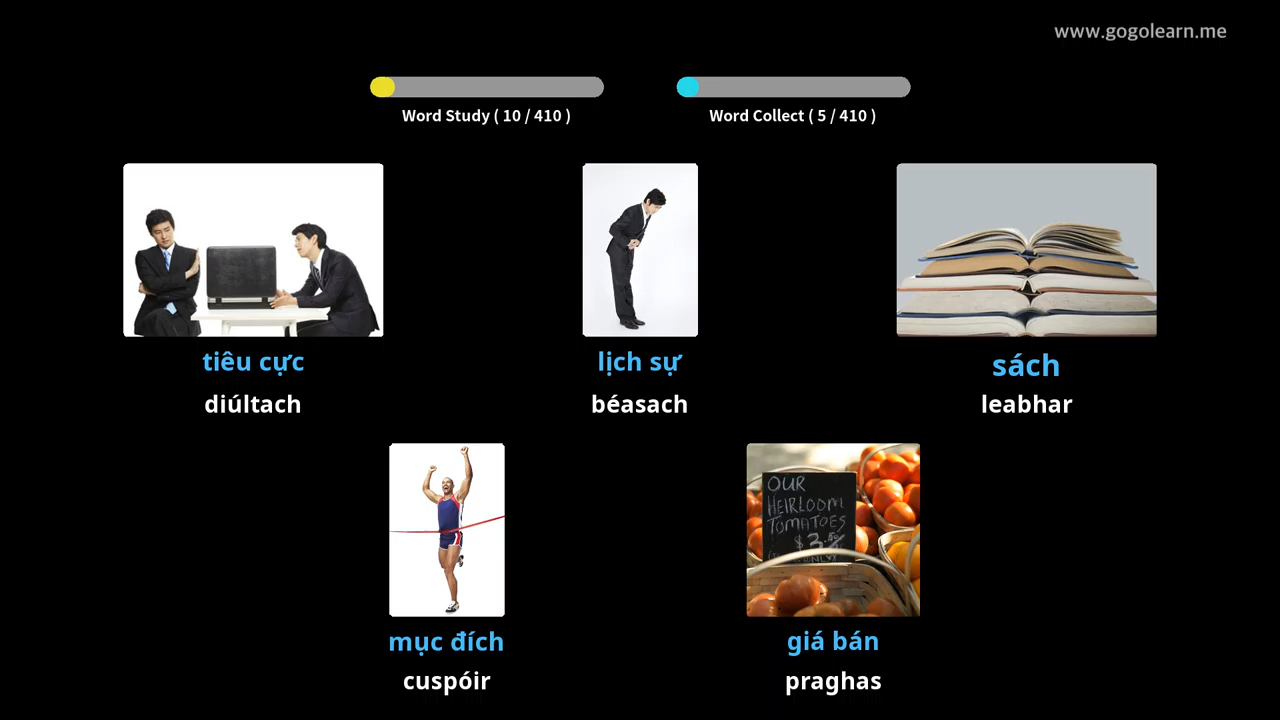 www.gogolearn.me
Word Study ( 10 / 410 )
Word Collect ( 5 / 410 )
tiêu cực
diúltach
lịch sự
béasach
sách
leabhar
OUR
HEIRLOOM
TOMATOES
mục đích
cuspóir
giá bán
praghas